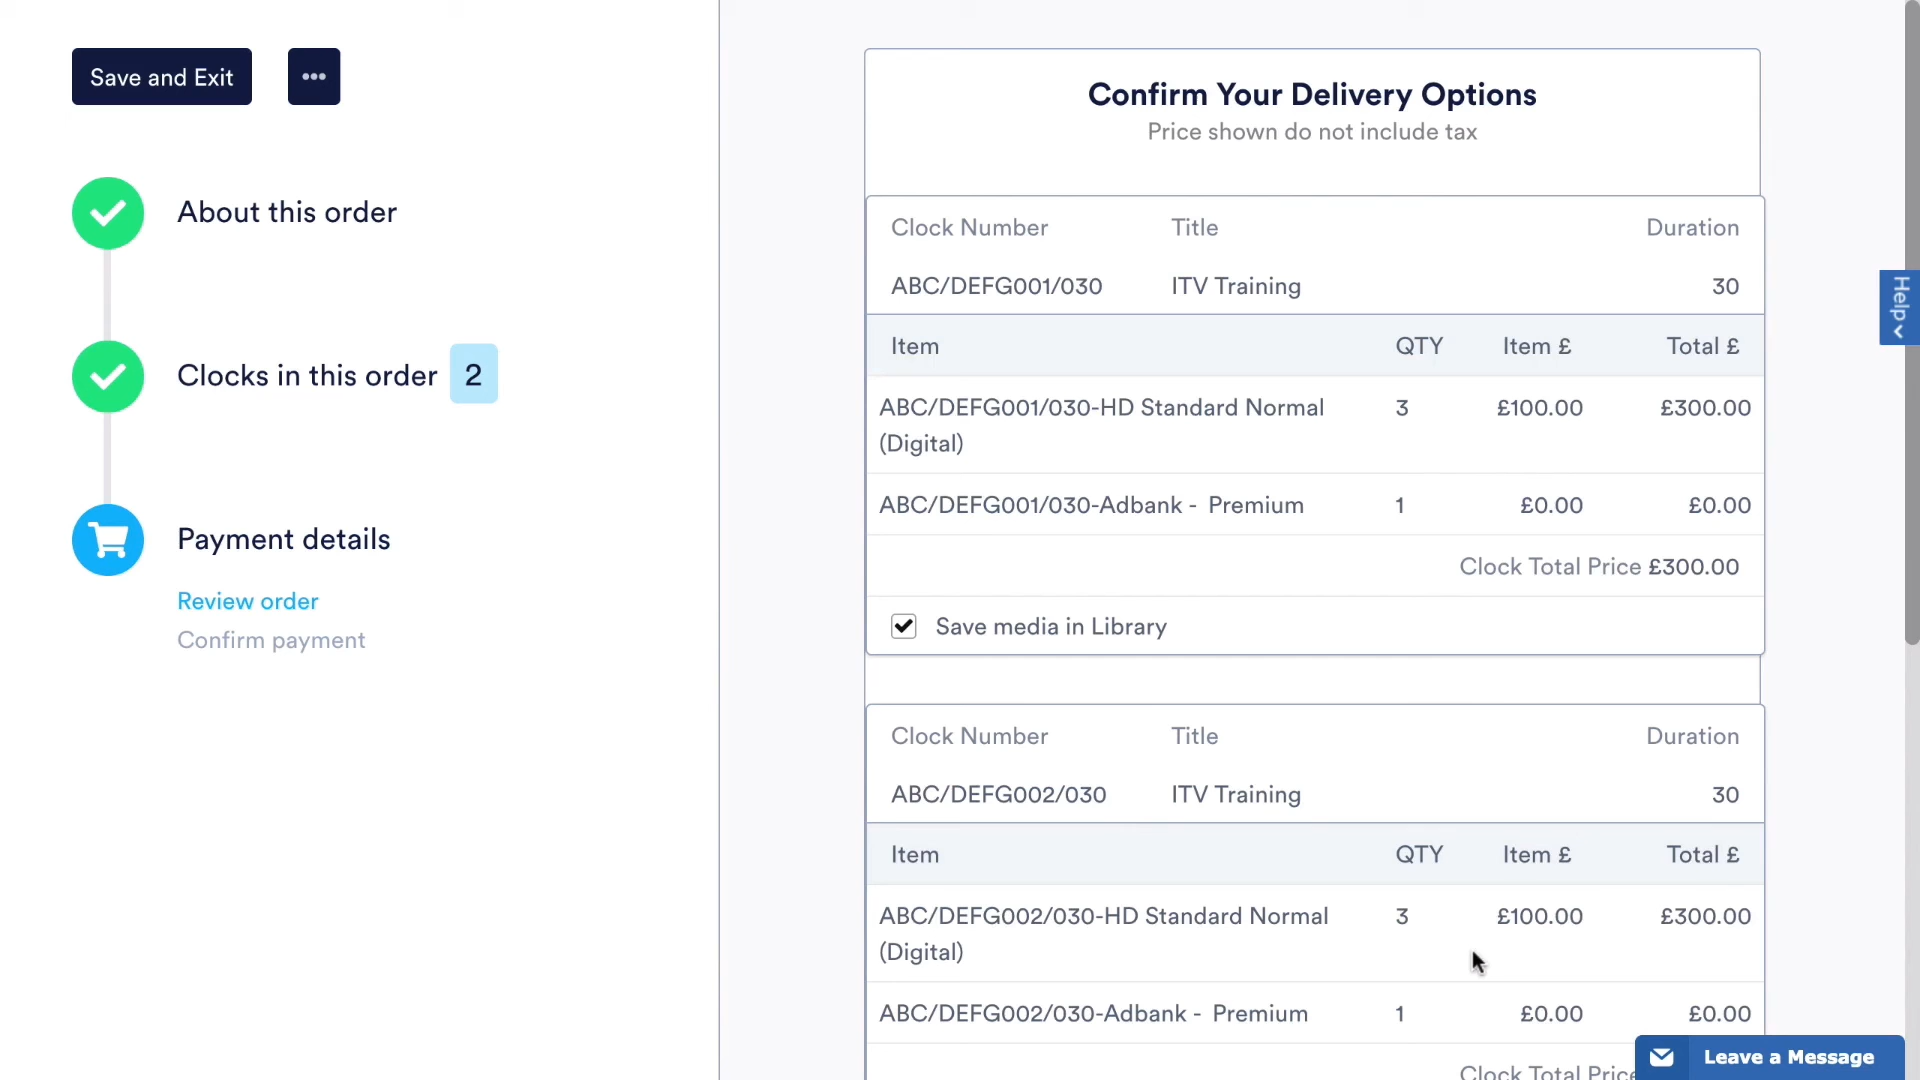 Save and Exit
About this order
Clocks in this order 2
Payment details
Review order
Confirm payment
Confirm Your Delivery Options
Price shown do not include tax
Clock Number Title Duration
ABC/DEFG001/030 ITV Training 30
Item QTY Item £ Total £
ABC/DEFG001/030-HD Standard Normal 3 £100.00 £300.00
(Digital)
ABC/DEFG001/030-Adbank - Premium 1 £0.00 £0.00
Clock Total Price £300.00
Save media in Library
Clock Number Title Duration
ABC/DEFG002/030 ITV Training 30
Item QTY Item £ Total £
ABC/DEFG002/030-HD Standard Normal 3 £100.00 £300.00
(Digital)
ABC/DEFG002/030-Adbank - Premium 1 £0.00 £0.00
Clock Total Price
Help
Leave a Message